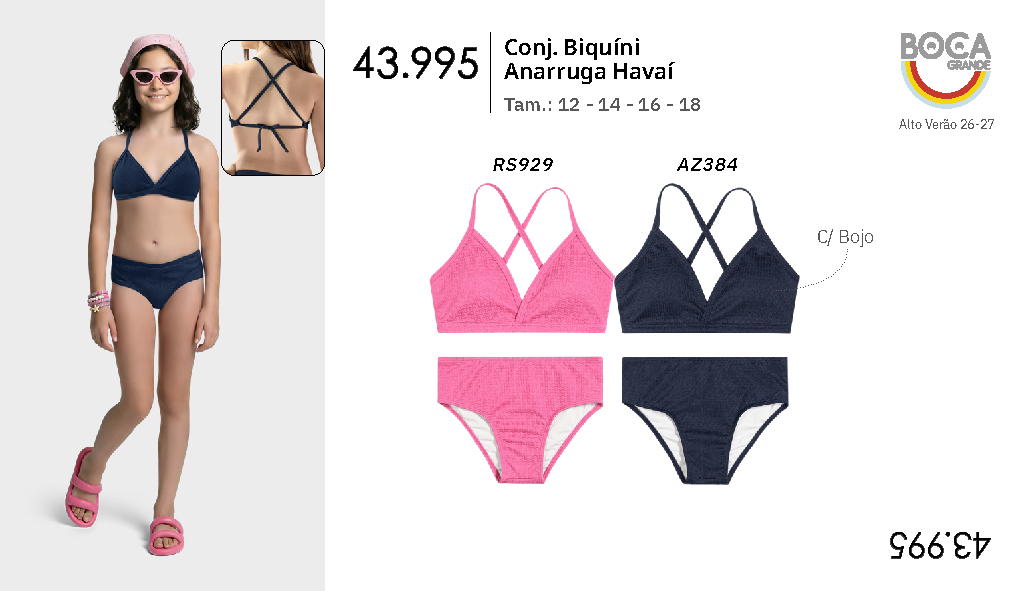 43.995
Conj. Biquíni
Anarruga Havaí
Tam.: 12 - 14 - 16 - 18
BOCA
GRANDE
Alto Verão 26-27
RS929
AZ384
C/ Bojo
43.995